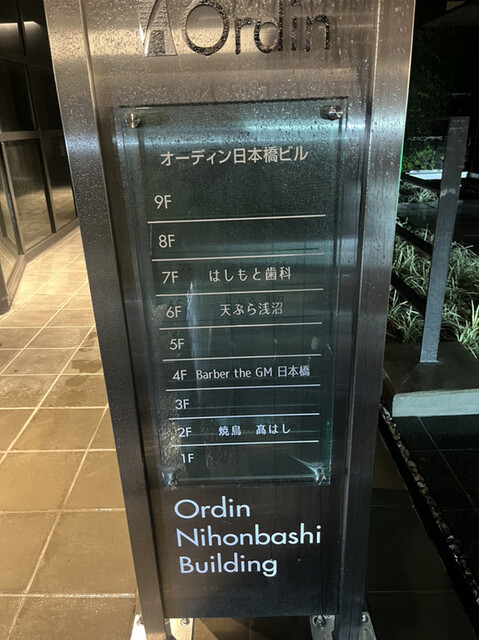 Ordin
オーディン日本橋ビル
9F
8F
7F はしもと歯科
6F 天ぷら浅沼
5F
4F Barber the GM 日本橋
3F
2F 焼鳥 髙はし
1F
Ordin
Nihonbashi
Building